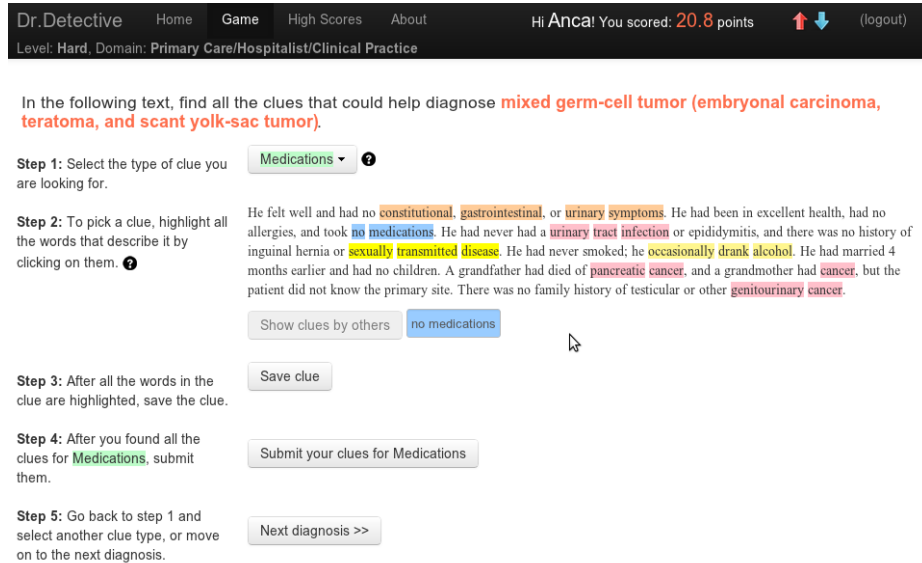 Dr.Detective Home Game High Scores About Hi Anca! You scored: 20.8 points (logout)
Level: Hard, Domain: Primary Care/Hospitalist/Clinical Practice
In the following text, find all the clues that could help diagnose mixed germ-cell tumor (embryonal carcinoma,
teratoma, and scant yolk-sac tumor).
Step 1: Select the type of clue you
are looking for.
Medications ?
Step 2: To pick a clue, highlight all
the words that describe it by
clicking on them. ?
He felt well and had no constitutional, gastrointestinal, or urinary symptoms. He had been in excellent health, had no
allergies, and took no medications. He had never had a urinary tract infection or epididymitis, and there was no history of
inguinal hernia or sexually transmitted disease. He had never smoked; he occasionally drank alcohol. He had married 4
months earlier and had no children. A grandfather had died of pancreatic cancer, and a grandmother had cancer, but the
patient did not know the primary site. There was no family history of testicular or other genitourinary cancer.
Show clues by others no medications
Step 3: After all the words in the
clue are highlighted, save the clue.
Save clue
Step 4: After you found all the
clues for Medications, submit
them.
Submit your clues for Medications
Step 5: Go back to step 1 and
select another clue type, or move
on to the next diagnosis.
Next diagnosis >>